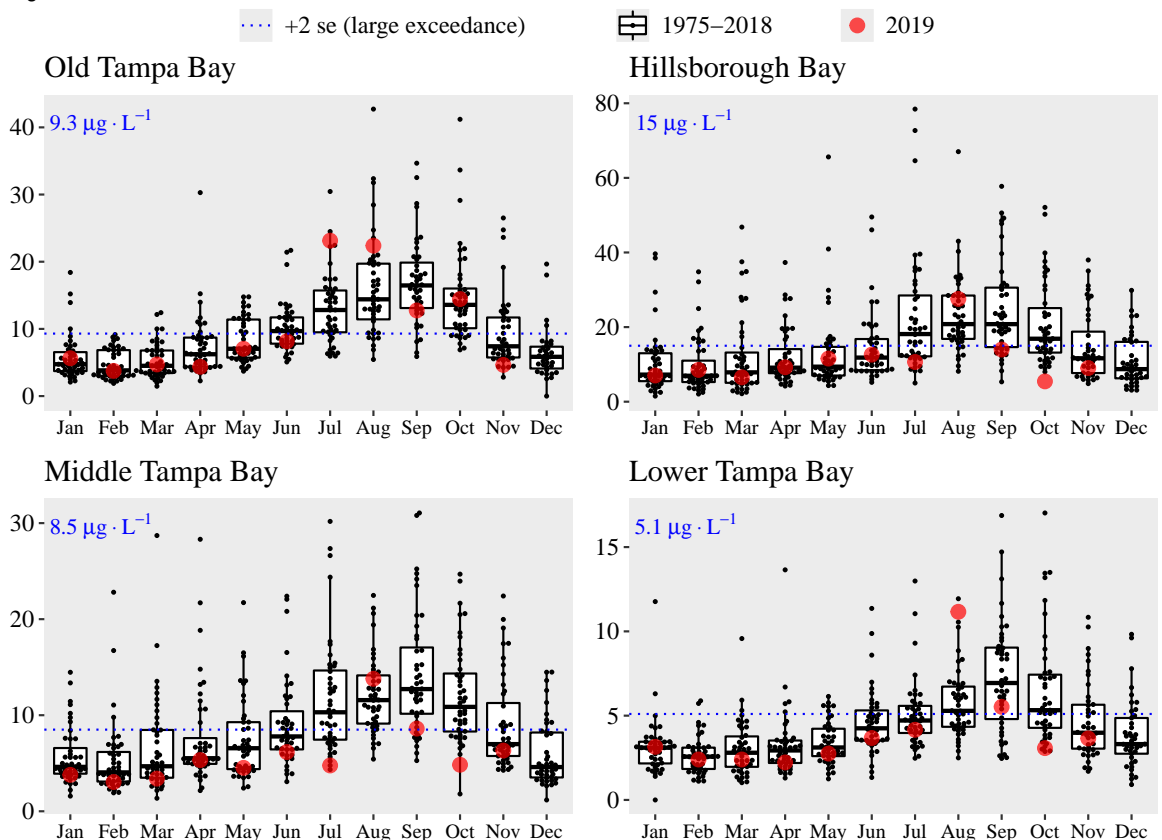 +2 se (large exceedance) 1975−2018 2019
Old Tampa Bay
9.3 μg · L−1
40
30
20
10
0
Jan Feb Mar Apr May Jun Jul Aug Sep Oct Nov Dec
Hillsborough Bay
15 μg · L−1
80
60
40
20
0
Jan Feb Mar Apr May Jun Jul Aug Sep Oct Nov Dec
Middle Tampa Bay
8.5 μg · L−1
30
20
10
0
Jan Feb Mar Apr May Jun Jul Aug Sep Oct Nov Dec
Lower Tampa Bay
5.1 μg · L−1
15
10
5
0
Jan Feb Mar Apr May Jun Jul Aug Sep Oct Nov Dec